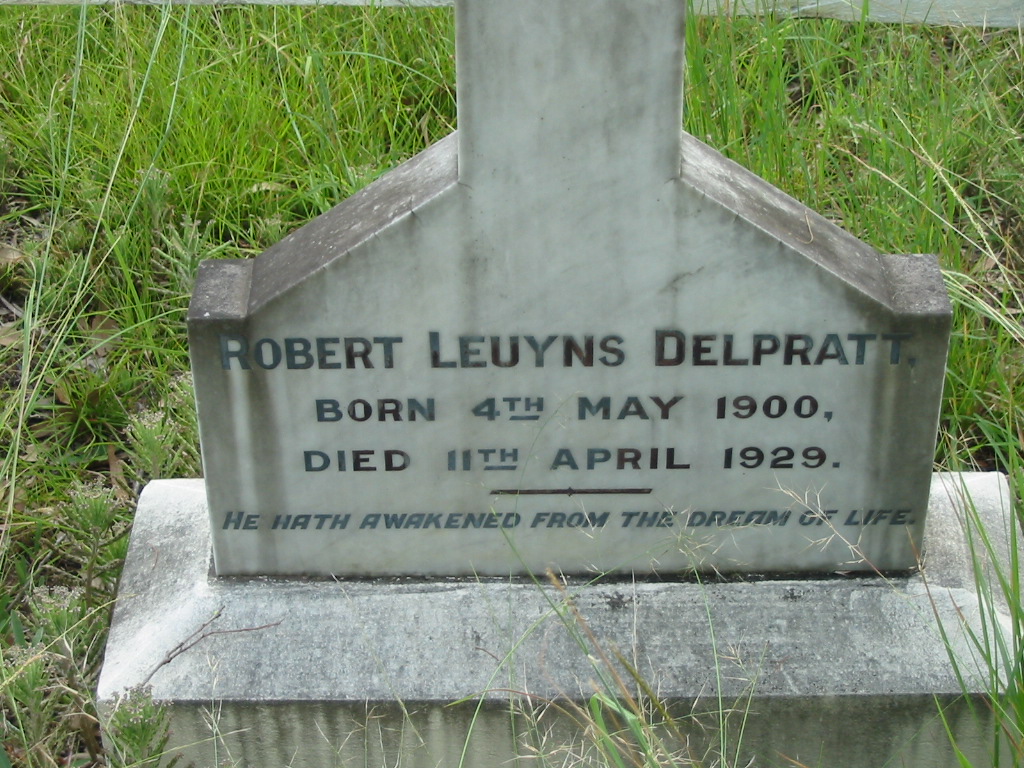 ROBERT LEUYNS DELPRATT,
BORN 4TH MAY 1900,
DIED 11TH APRIL 1929.
HE HATH AWAKENED FROM THE DREAM OF LIFE.